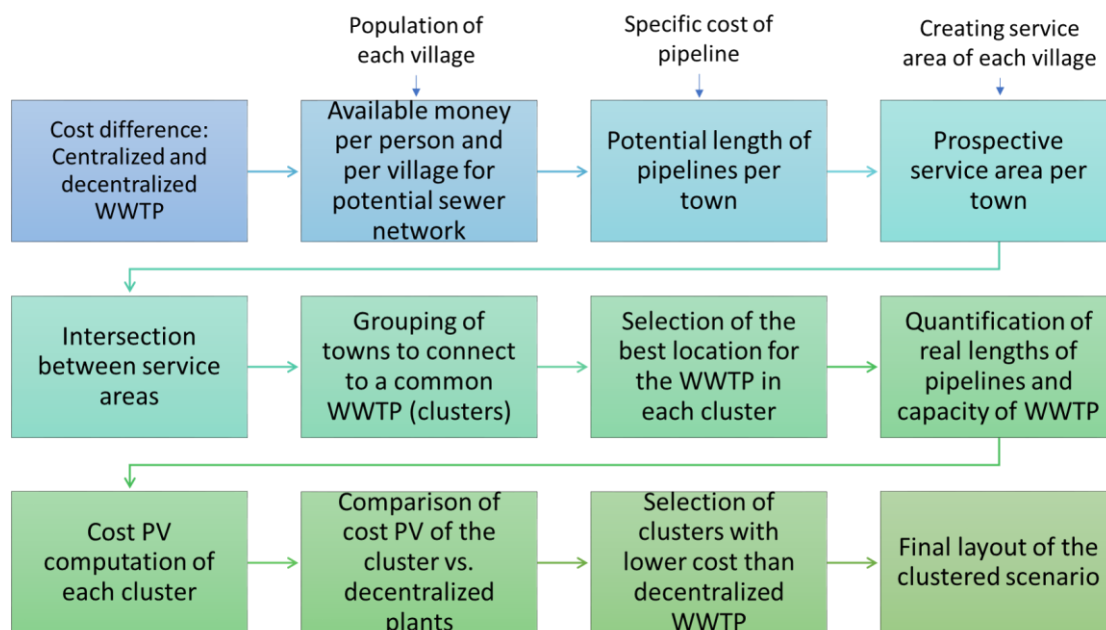 Population of
each village
Specific cost of
pipeline
Creating service
area of each village
Cost difference:
Centralized and
decentralized
WWTP
Available money
per person and
per village for
potential sewer
network
Potential length of
pipelines per
town
Prospective
service area per
town
Intersection
between service
areas
Grouping of
towns to connect
to a common
WWTP (clusters)
Selection of the
best location for
the WWTP in
each cluster
Quantification of
real lengths of
pipelines and
capacity of WWTP
Cost PV
computation of
each cluster
Comparison of
cost PV of the
cluster vs.
decentralized
plants
Selection of
clusters with
lower cost than
decentralized
WWTP
Final layout of the
clustered scenario